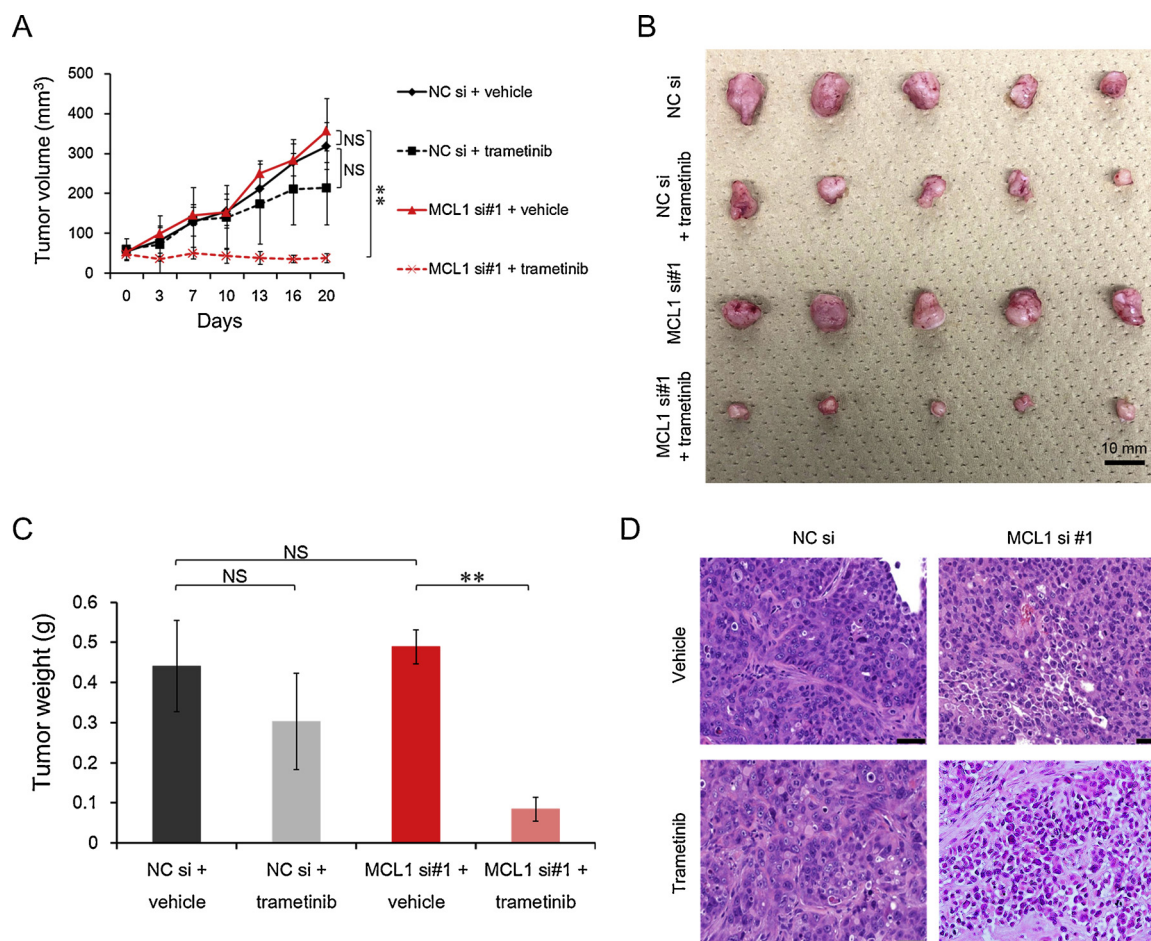 A
Tumor volume (mm3)
500
400
300
200
100
0
0 3 7 10 13 16 20
Days
NC si + vehicle
NC si + trametinib
MCL1 si#1 + vehicle
MCL1 si#1 + trametinib
NS
NS
**
B
NC si
NC si
+ trametinib
MCL1 si#1
MCL1 si#1
+ trametinib
10 mm
C
NS
NS
**
Tumor weight (g)
0.6
0.5
0.4
0.3
0.2
0.1
0
NC si +
vehicle
NC si +
trametinib
MCL1 si#1 +
vehicle
MCL1 si#1 +
trametinib
D
NC si
MCL1 si #1
Vehicle
Trametinib